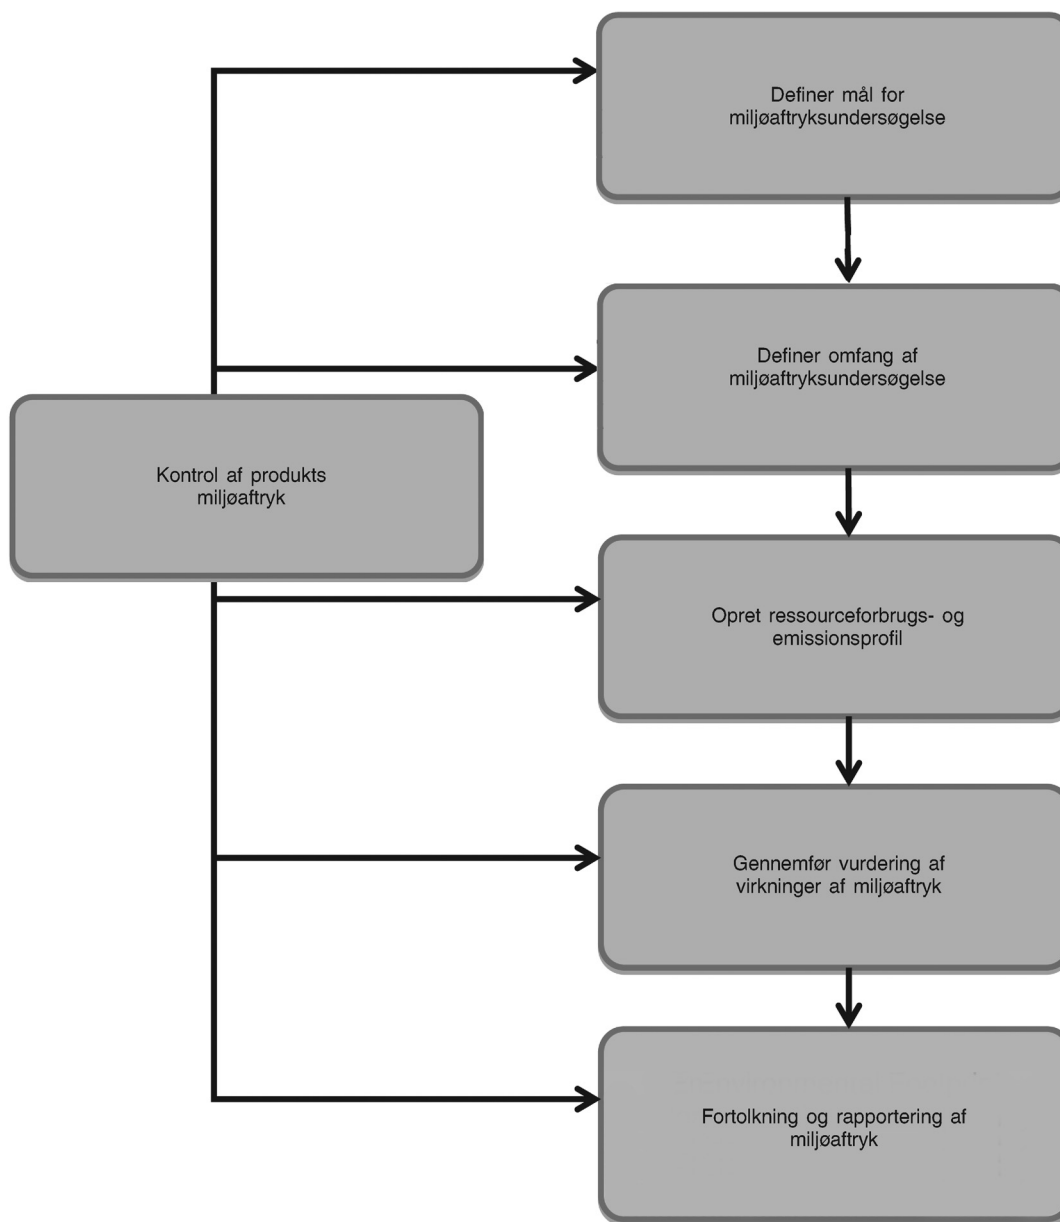 Definer mål for
miljøaftryksundersøgelse
Definer omfang af
miljøaftryksundersøgelse
Kontrol af produkts
miljøaftryk
Opret ressourceforbrugs- og
emissionsprofil
Gennemfør vurdering af
virkninger af miljøaftryk
Fortolkning og rapportering af
miljøaftryk